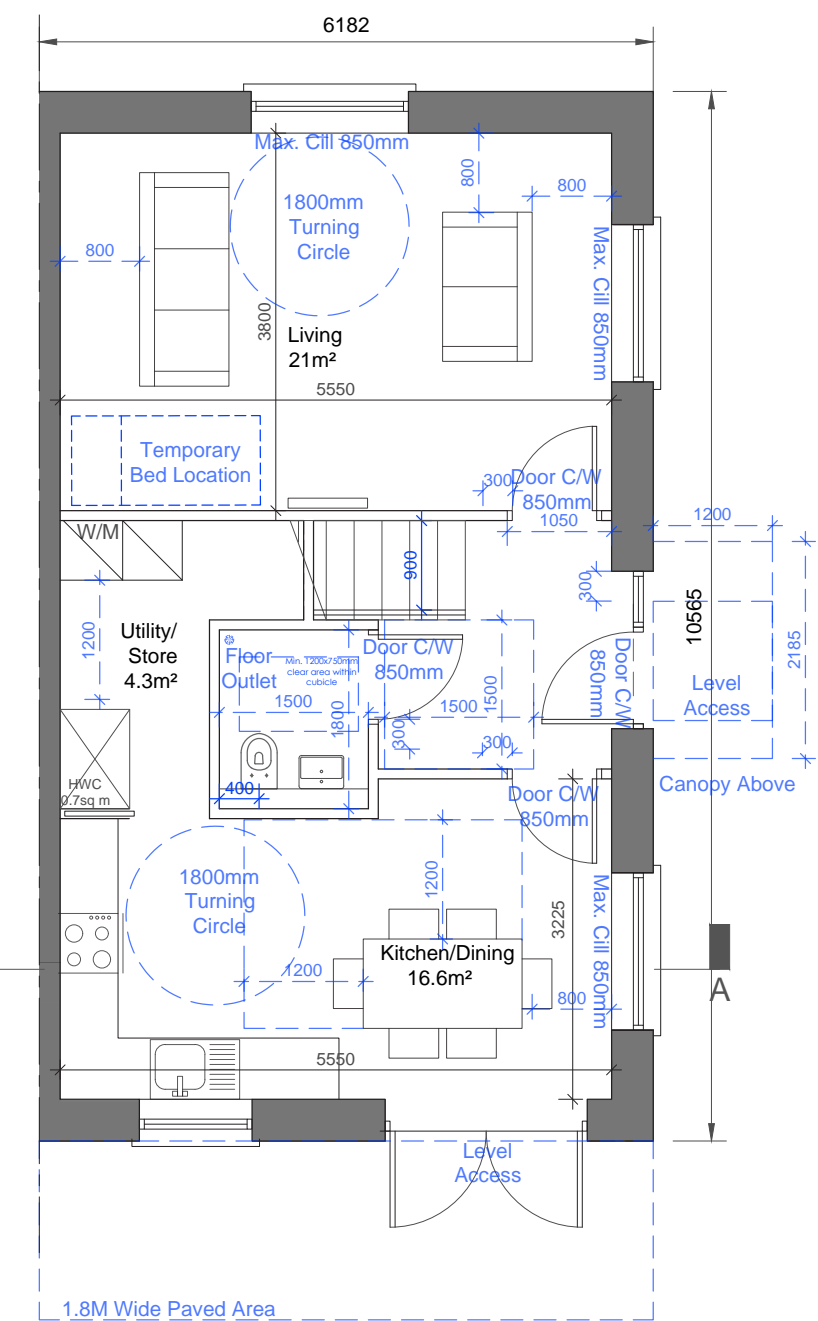 6182
Max. Cill 850mm
800
800
1800mm
Turning
Circle
800
Max. Cill 850mm
3800
Living
21m²
5550
Temporary
Bed Location
300
Door C/W
850mm
1050
1200
W/M
900
300
10565
2185
1200
Utility/
Store
4.3m²
Floor
Outlet
Min. 1200x750mm
clear area within
cubicle
Door C/W
850mm
Door C/W
850mm
1500
1800
1500
1500
300
300
Level
Access
HWC
0.7sq m
400
Door C/W
850mm
Canopy Above
1800mm
Turning
Circle
1200
3225
Max. Cill 850mm
Kitchen/Dining
16.6m²
1200
800
A
5550
Level
Access
1.8M Wide Paved Area